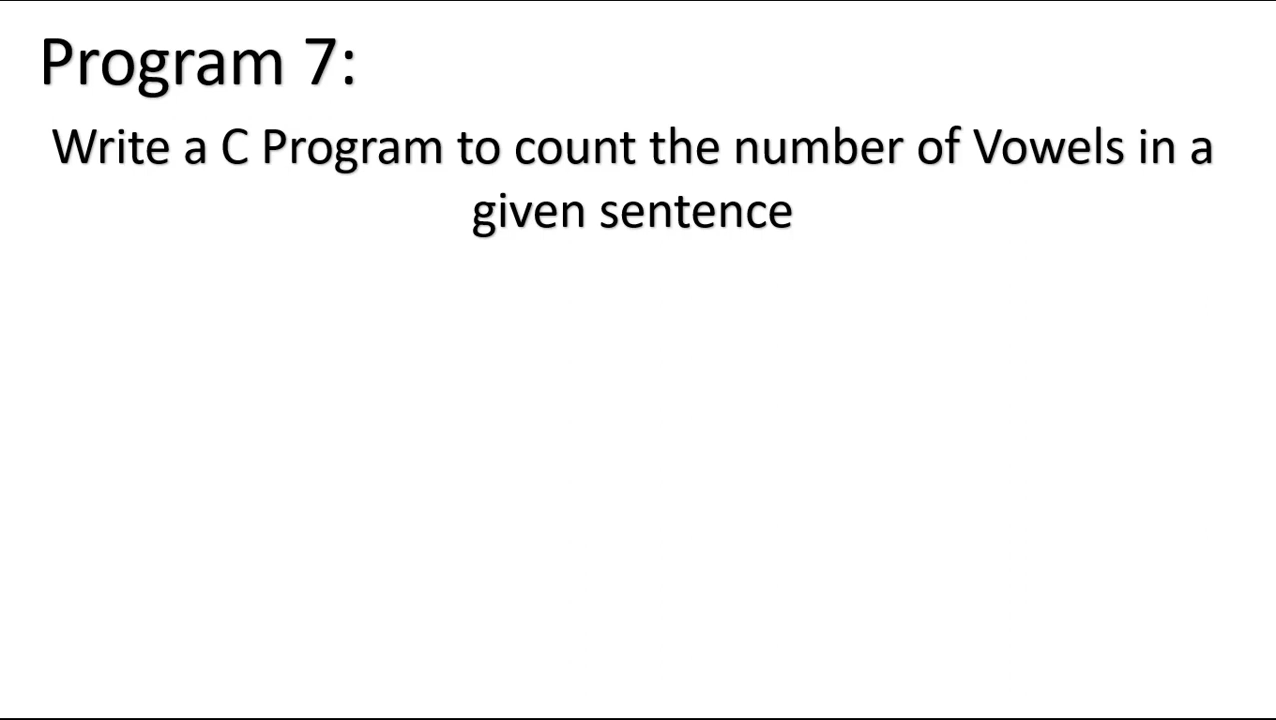 Program 7:
Write a C Program to count the number of Vowels in a
given sentence